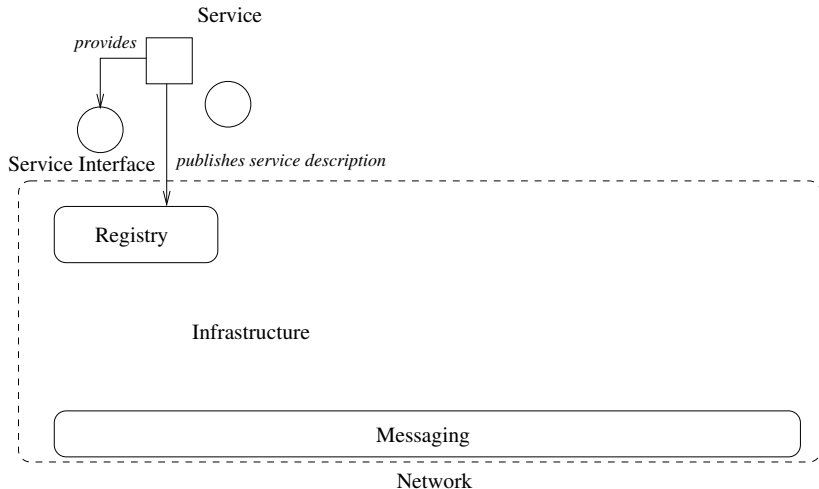 Service
provides
Service Interface
publishes service description
Registry
Infrastructure
Messaging
Network